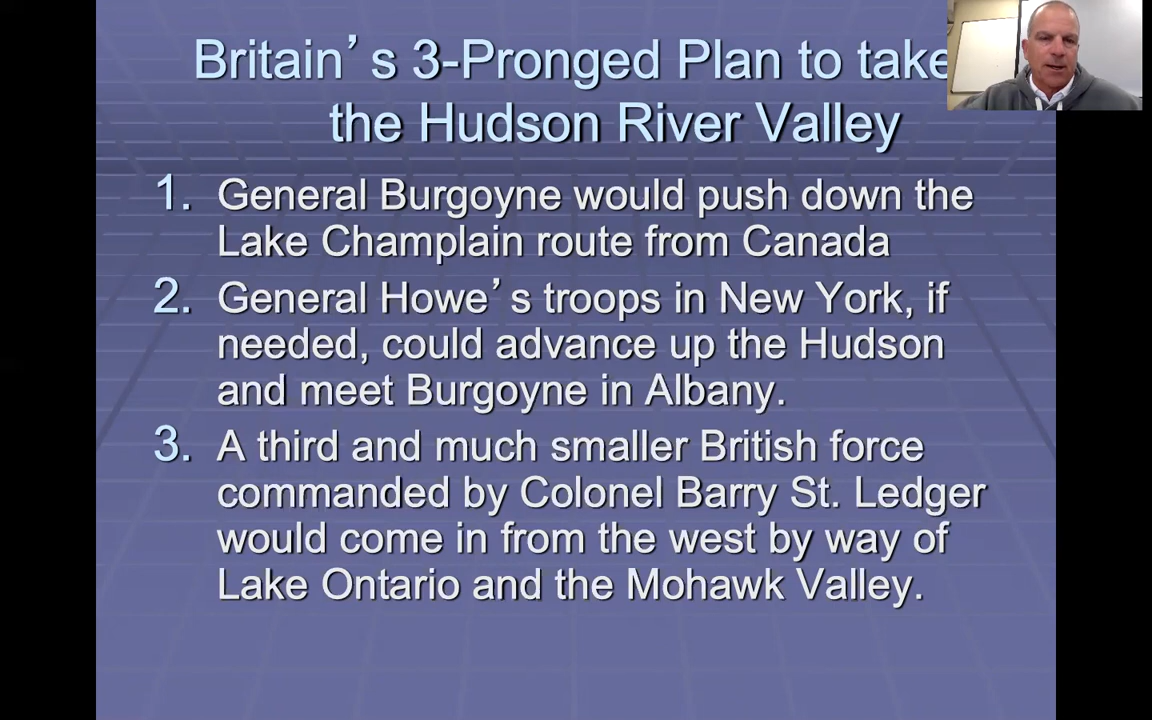 Britain’s 3-Pronged Plan to take
the Hudson River Valley
1. General Burgoyne would push down the
Lake Champlain route from Canada
2. General Howe’s troops in New York, if
needed, could advance up the Hudson
and meet Burgoyne in Albany.
3. A third and much smaller British force
commanded by Colonel Barry St. Ledger
would come in from the west by way of
Lake Ontario and the Mohawk Valley.